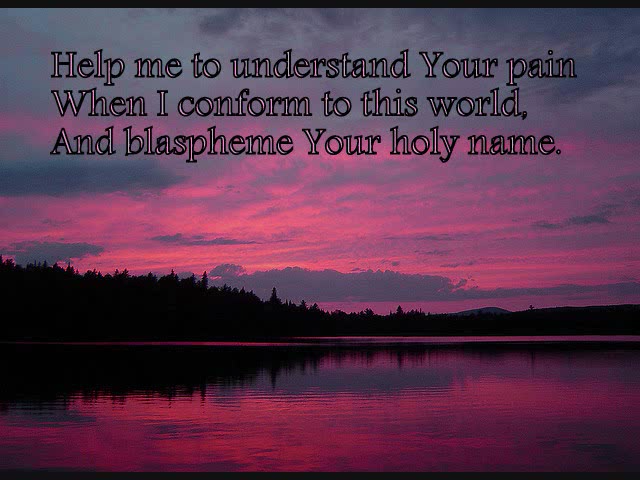 Help me to understand Your pain
When I conform to this world,
And blaspheme Your holy name.